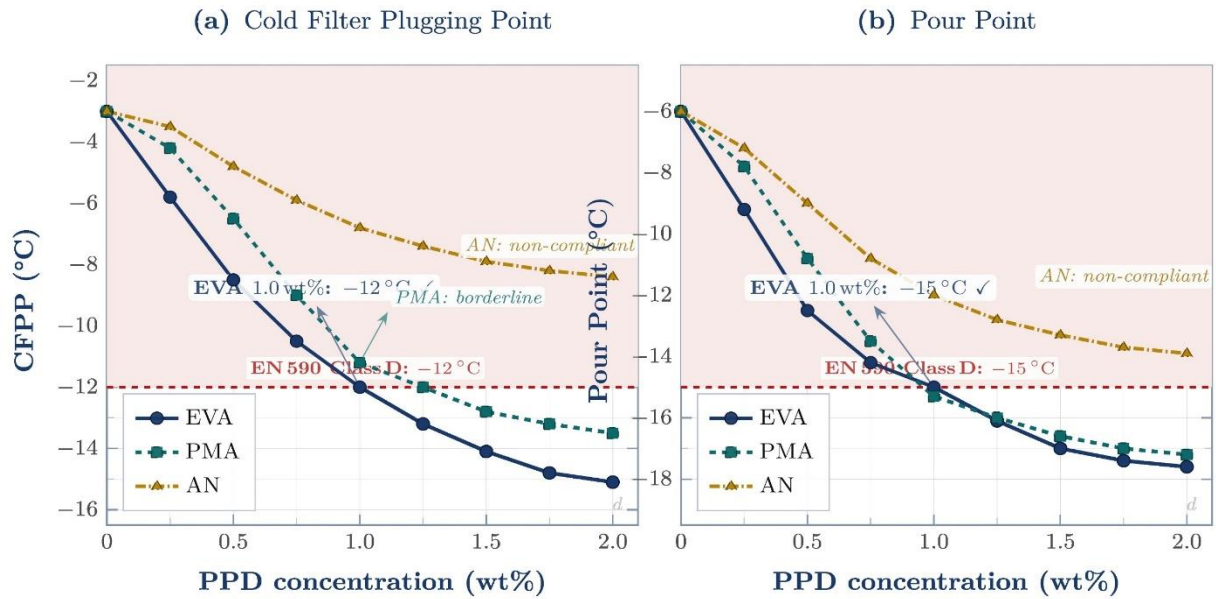 (a) Cold Filter Plugging Point
CFPP (°C)
−2
−4
−6
−8
−10
−12
−14
−16
AN: non-compliant
EVA 1.0 wt%: −12 °C ✓
PMA: borderline
EN 590 Class D: −12 °C
EVA
PMA
AN
d
0
0.5
1.0
1.5
2.0
PPD concentration (wt%)
(b) Pour Point
Pour Point (°C)
−6
−8
10
12
14
16
18
AN: non-compliant
EVA 1.0 wt%: −15 °C ✓
EN 590 Class D: −15 °C
EVA
PMA
AN
d
0
0.5
1.0
1.5
2.0
PPD concentration (wt%)